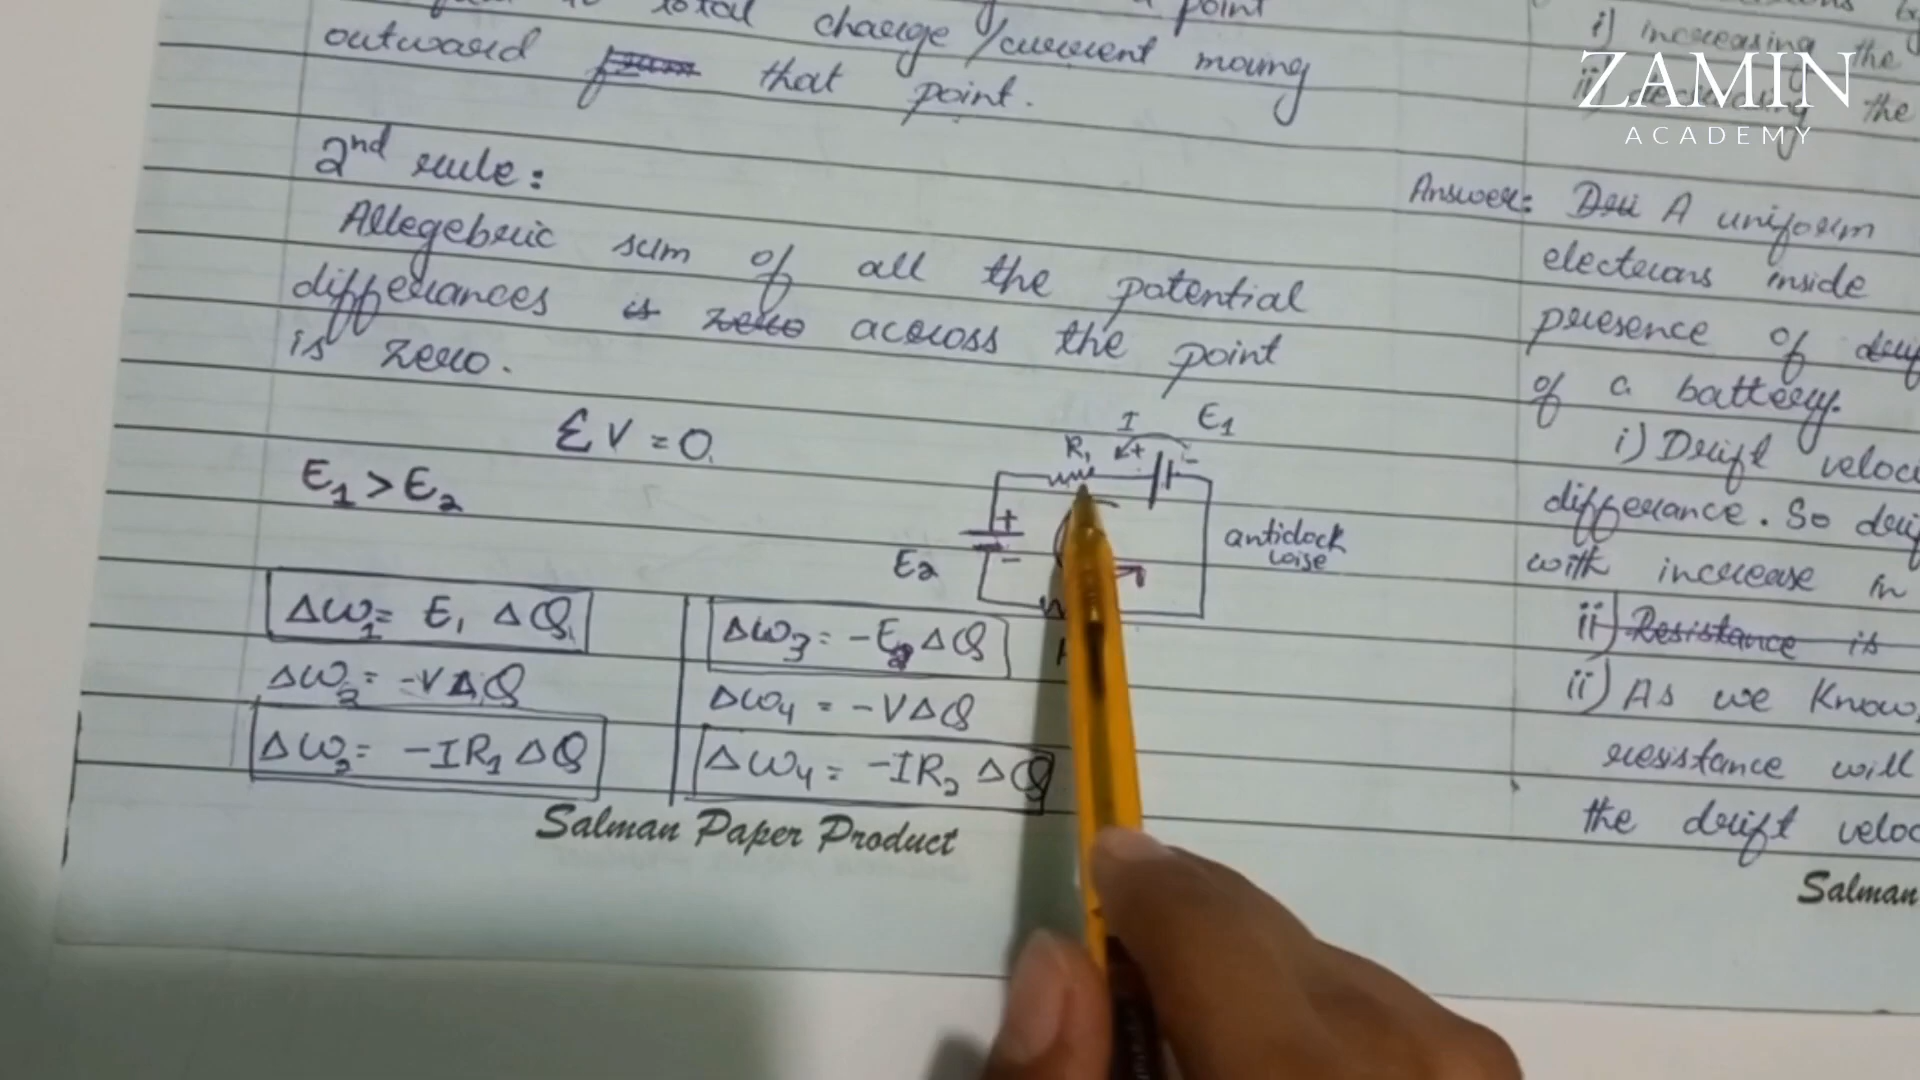 total charge/current moving
outward that point.
2nd rule:
Allegebric sum of all the potential
differances is zero across the point
is zero.
ΣV = 0.
E1 > E2
I E1
R1 + -
+
E2 -
anticlock
wise
ΔW1 = E1 ΔQ
ΔW2 = -VΔQ
ΔW2 = -IR1 ΔQ
ΔW3 = -E2 ΔQ
ΔW4 = -VΔQ
ΔW4 = -IR2 ΔQ
Salman Paper Product
i) increasing the
the
ZAMIN
ACADEMY
Answer: A uniform
electrons inside
presence of
of a battery.
i) Drift veloc
differance. So
with increase in
ii) Resistance is
ii) As we know,
resistance will
the drift veloc
Salman